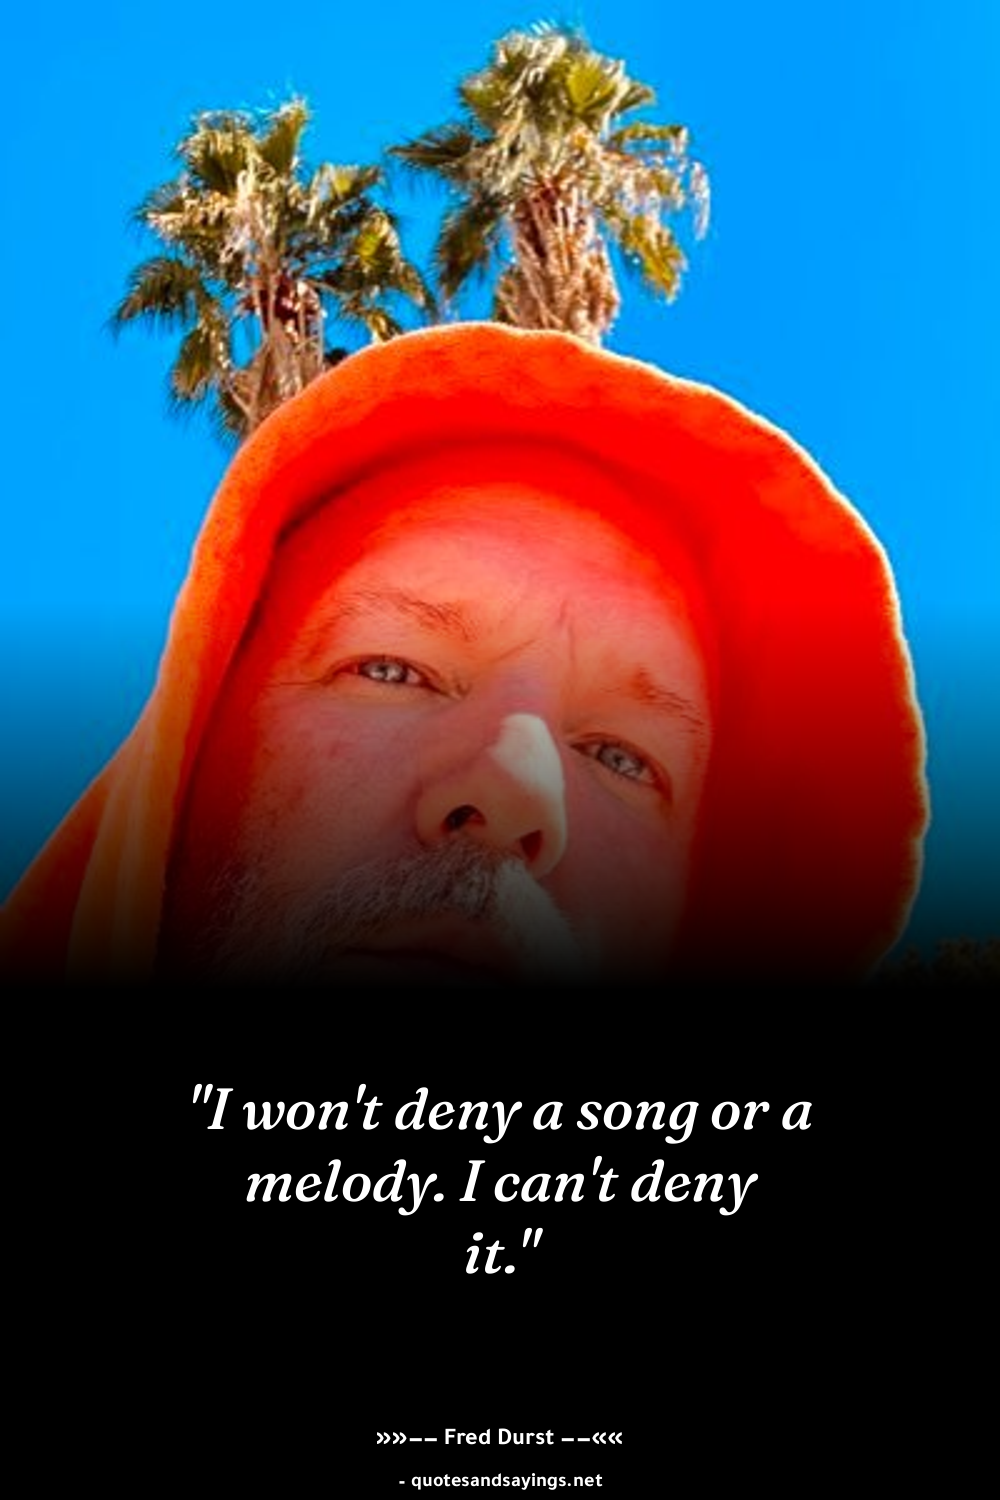 "I won't deny a song or a
melody. I can't deny
it."
»»–– Fred Durst ––««
- quotesandsayings.net